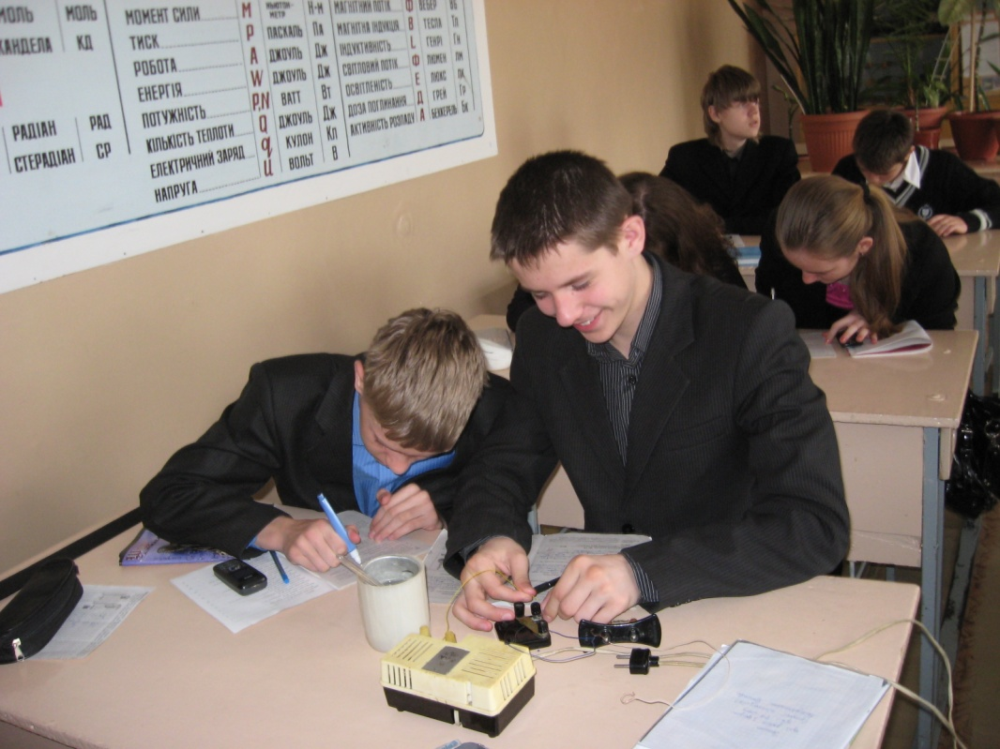 МОЛЬ МОЛЬ
КАНДЕЛА КД
РАДІАН РАД
СТЕРАДІАН СР
МОМЕНТ СИЛИ M НЬЮТОН-МЕТР Н-м
ТИСК P ПАСКАЛЬ Па
РОБОТА A ДЖОУЛЬ Дж
ЕНЕРГІЯ W ДЖОУЛЬ Дж
ПОТУЖНІСТЬ P,N ВАТТ Вт
КІЛЬКІСТЬ ТЕПЛОТИ Q ДЖОУЛЬ Дж
ЕЛЕКТРИЧНИЙ ЗАРЯД q КУЛОН Кл
НАПРУГА U ВОЛЬТ В
МАГНІТНИЙ ПОТІК Ф ВЕБЕР Вб
МАГНІТНА ІНДУКЦІЯ B ТЕСЛА Тл
ІНДУКТИВНІСТЬ L ГЕНРІ Гн
СВІТЛОВИЙ ПОТІК Ф ЛЮМЕН лм
ОСВІТЛЕНІСТЬ E ЛЮКС лк
ДОЗА ПОГЛИНАННЯ Д ГРЕЙ Гр
АКТИВНІСТЬ РОЗПАДУ A БЕККЕРЕЛЬ Бк